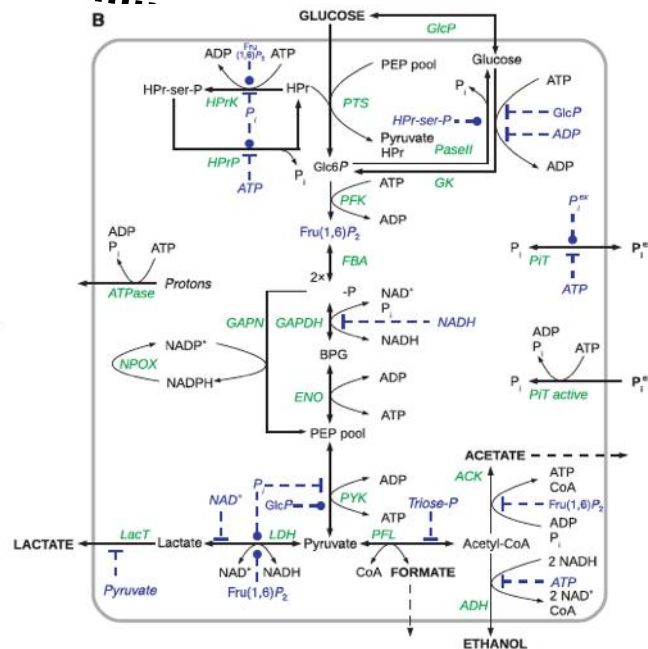 B
GLUCOSE
GlcP
Glucose
Fru
(1,6)P₂
ADP
ATP
HPr-ser-P
HPr
HPrK
Pᵢ
HPrP
ATP
Pᵢ
PEP pool
PTS
Pyruvate
HPr
HPr-ser-P
Pᵢ
PaseII
ATP
GlcP
ADP
ADP
Glc6P
GK
ATP
PFK
ADP
Fru(1,6)P₂
FBA
2×
-P
Pᵢᵉˣ
Pᵢ
PiT
ATP
ADP
Pᵢ
ATP
Protons
ATPase
GAPN
GAPDH
NAD⁺
Pᵢ
NADH
NADH
BPG
NADP⁺
NPOX
NADPH
ENO
ADP
ATP
PEP pool
ADP
Pᵢ
ATP
Pᵢ
PiT active
ACETATE
ACK
ATP
CoA
Fru(1,6)P₂
ADP
Pᵢ
Pᵢ
GlcP
NAD⁺
ADP
PYK
ATP
Triose-P
LACTATE
LacT
Lactate
LDH
Pyruvate
PFL
Acetyl-CoA
Pyruvate
NAD⁺
NADH
Fru(1,6)P₂
CoA
FORMATE
2 NADH
ATP
2 NAD⁺
CoA
ADH
ETHANOL